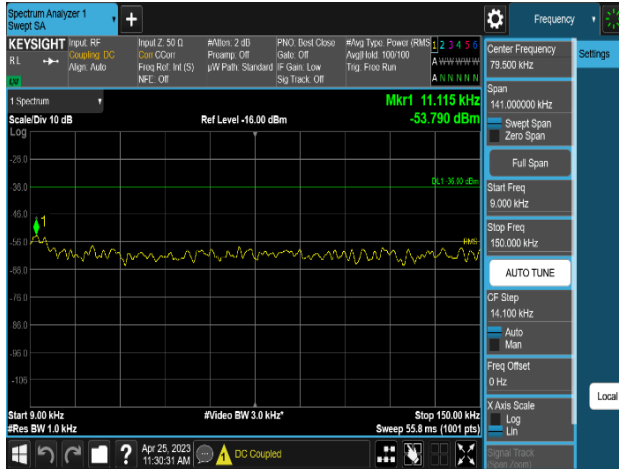 Spectrum Analyzer 1
Swept SA
Frequency
KEYSIGHT
R L
Input: RF
Coupling: DC
Align: Auto
Input Z: 50 Ω
Corr CCorr
Freq Ref: Int (S)
NFE: Off
#Atten: 2 dB
Preamp: Off
µW Path: Standard
PNO: Best Close
Gate: Off
IF Gain: Low
Sig Track: Off
#Avg Type: Power (RMS
Avg|Hold: 100/100
Trig: Free Run
1 2 3 4 5 6
A W W W W W
A N N N N N
Settings
Center Frequency
79.500 kHz
Span
141.000000 kHz
Swept Span
Zero Span
Full Span
Start Freq
9.000 kHz
Stop Freq
150.000 kHz
AUTO TUNE
CF Step
14.100 kHz
Auto
Man
Freq Offset
0 Hz
X Axis Scale
Log
Lin
Signal Track
(Span Zoom)
Local
1 Spectrum
Scale/Div 10 dB
Log
Ref Level -16.00 dBm
Mkr1 11.115 kHz
-53.790 dBm
-26.0
-36.0
-46.0
-56.0
-66.0
-76.0
-86.0
-96.0
-106
DL1 -36.00 dBm
1
RMS
Start 9.00 kHz
#Res BW 1.0 kHz
#Video BW 3.0 kHz*
Stop 150.00 kHz
Sweep 55.8 ms (1001 pts)
?
Apr 25, 2023
11:30:31 AM
DC Coupled